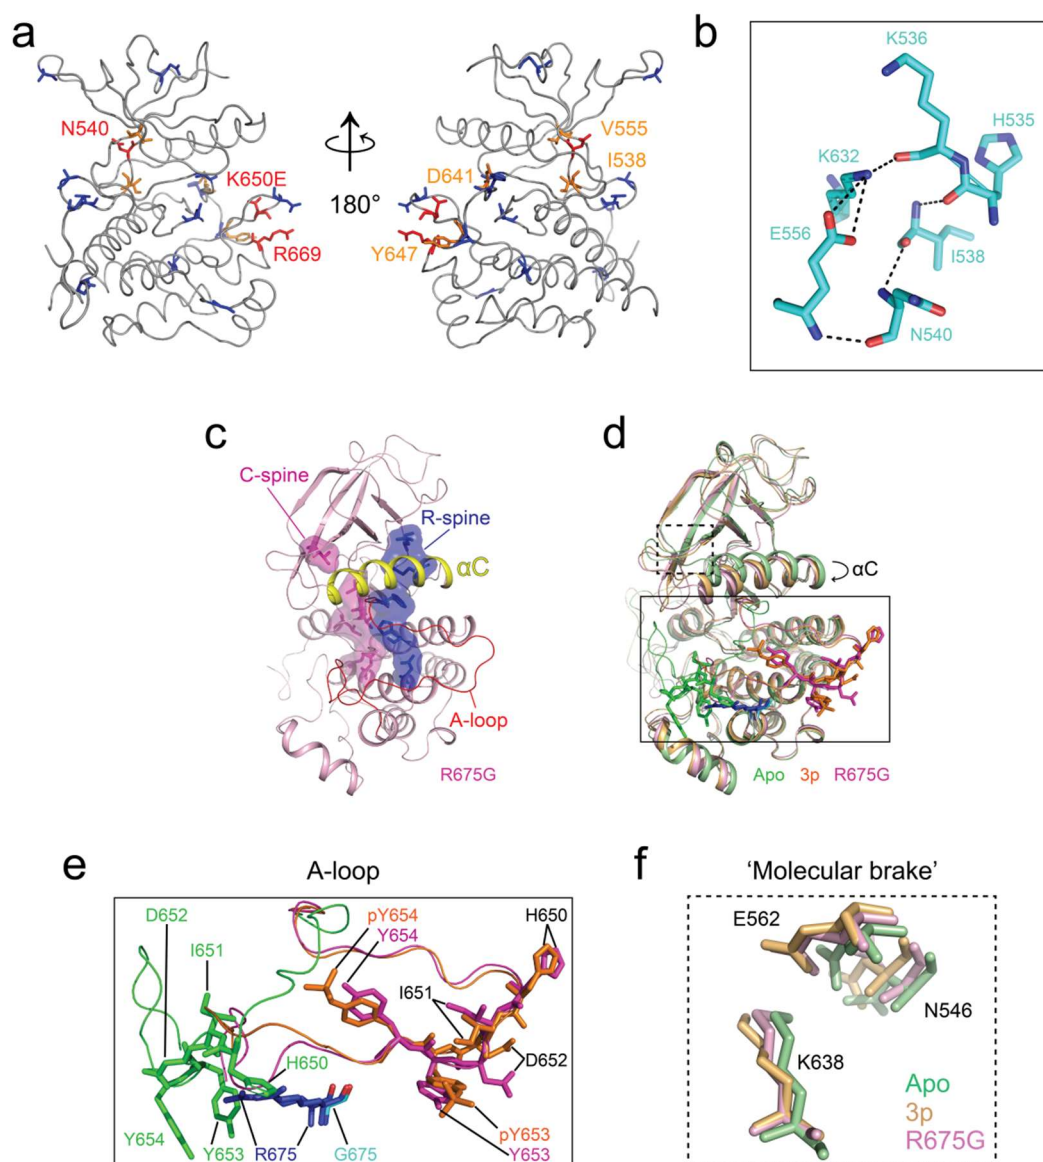 a
N540
K650E
R669
180°
V555
I538
D641
Y647
b
K536
H535
K632
E556
I538
N540
c
C-spine
R-spine
αC
A-loop
R675G
d
αC
Apo 3p R675G
e
A-loop
D652
I651
pY654
Y654
H650
I651
H650
D652
Y654
Y653
R675
G675
pY653
Y653
f
'Molecular brake'
E562
N546
K638
Apo
3p
R675G